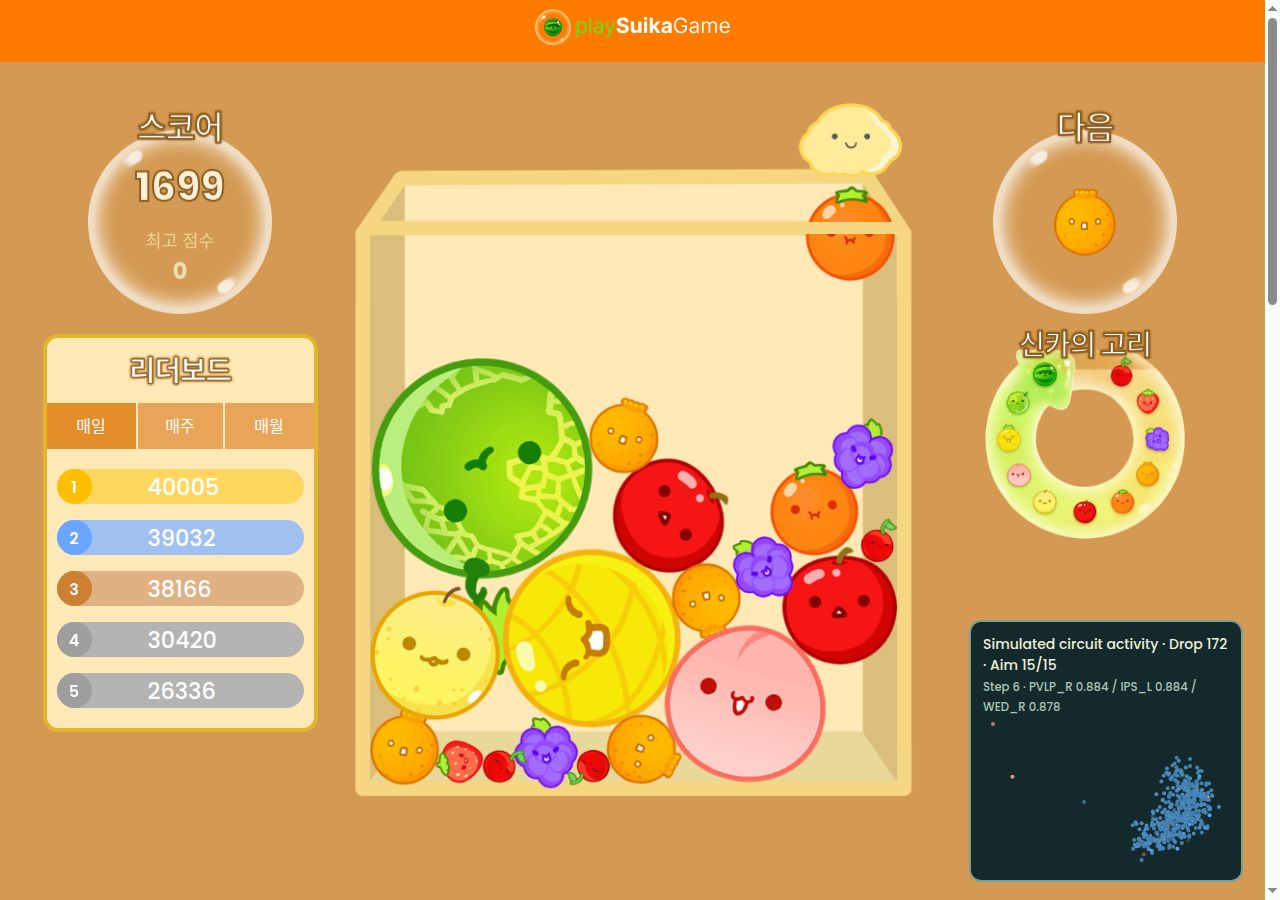 playSuikaGame
스코어
1699
최고 점수
0
다음
리더보드
매일 매주 매월
1 40005
2 39032
3 38166
4 30420
5 26336
신카의 고리
Simulated circuit activity · Drop 172
· Aim 15/15
Step 6 · PVLP_R 0.884 / IPS_L 0.884 /
WED_R 0.878